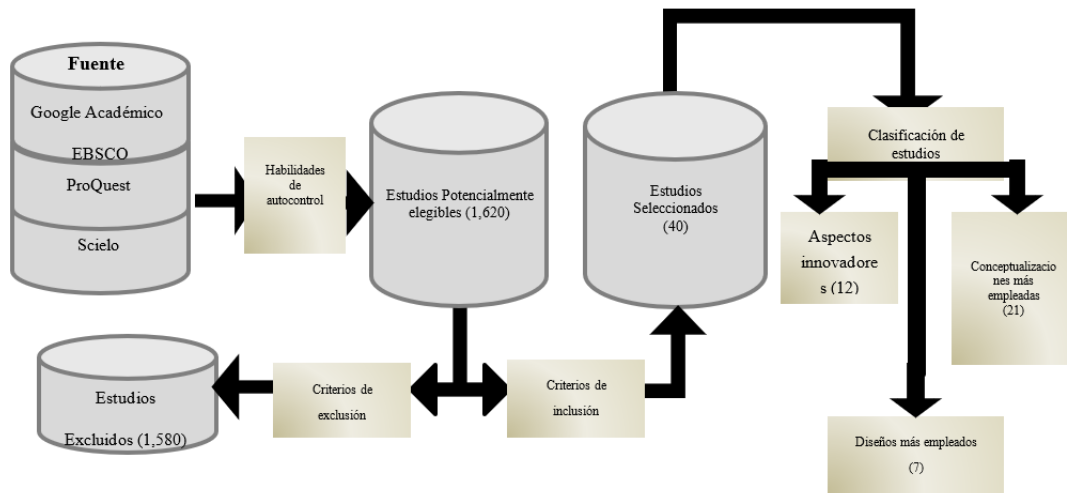 Fuente
Google Académico
EBSCO
ProQuest
Scielo
Habilidades
de
autocontrol
Estudios Potencialmente
elegibles (1,620)
Estudios
Seleccionados
(40)
Clasificación de
estudios
Aspectos
innovadore
s (12)
Conceptualizacio
nes más
empleadas
(21)
Diseños más empleados
(7)
Criterios de
inclusión
Criterios de
exclusión
Estudios
Excluidos (1,580)